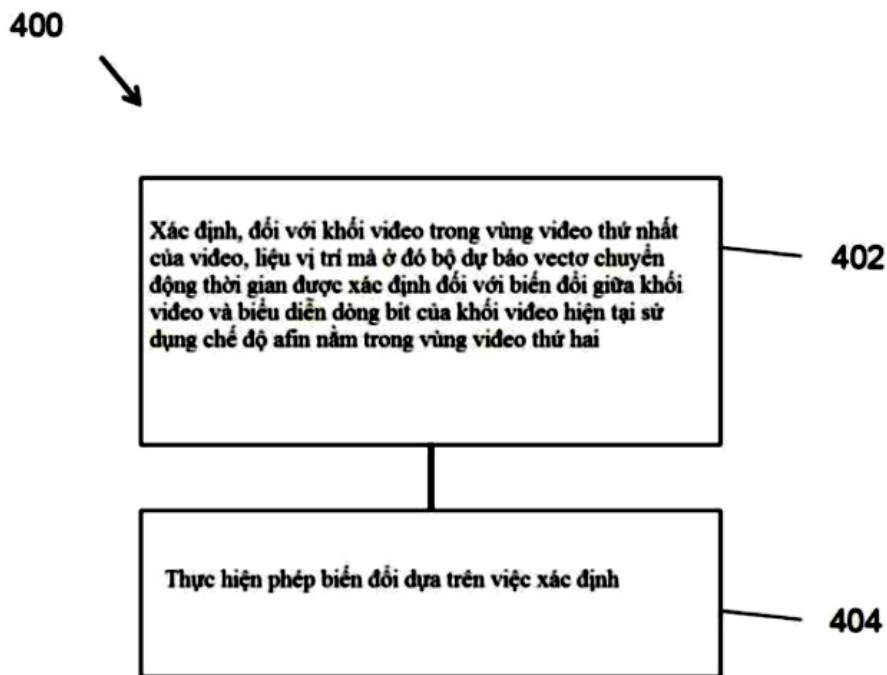 400
Xác định, đối với khối video trong vùng video thứ nhất
của video, liệu vị trí mà ở đó bộ dự báo vectơ chuyển
động thời gian được xác định đối với biến đổi giữa khối
video và biểu diễn dòng bit của khối video hiện tại sử
dụng chế độ afin nằm trong vùng video thứ hai
402
Thực hiện phép biến đổi dựa trên việc xác định
404